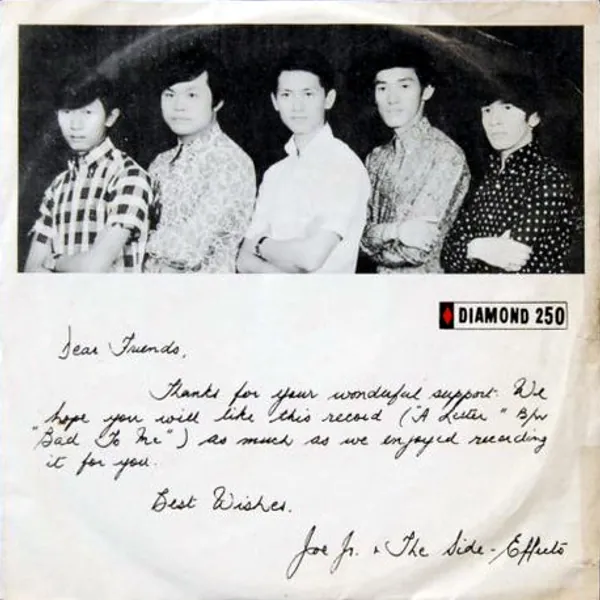 DIAMOND 250
Dear Friends,
Thanks for your wonderful support. We
hope you will like this record ("A Letter" B/W
"Bad To Me") as much as we enjoyed recording
it for you.
Best Wishes.
Joe Jr. & The Side-Effects